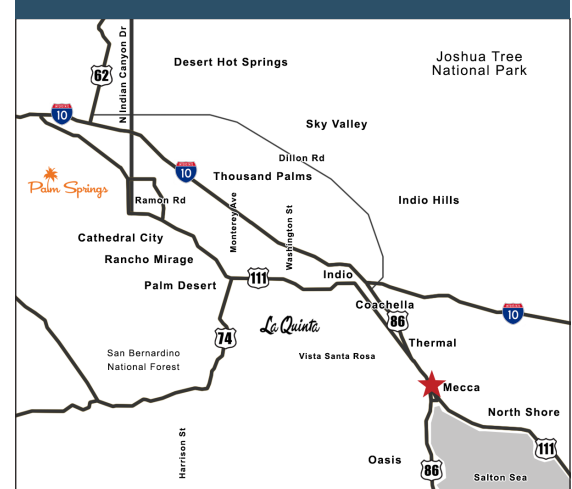 Joshua Tree
National Park
Desert Hot Springs
62
N Indian Canyon Dr
10
Sky Valley
Dillon Rd
10
Thousand Palms
Palm Springs
Ramon Rd
Indio Hills
Monterey Ave
Washington St
Cathedral City
Rancho Mirage
Indio
111
Palm Desert
Coachella
10
86
La Quinta
74
Thermal
San Bernardino
National Forest
Vista Santa Rosa
Mecca
North Shore
Harrison St
111
Oasis
86
Salton Sea